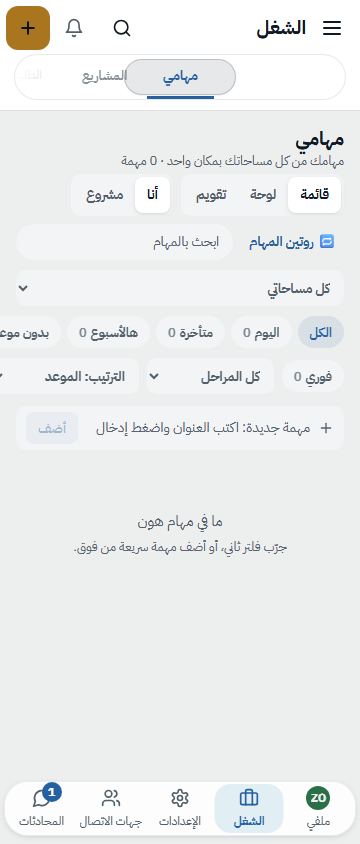 الشغل
مهامي
المشاريع
مهامي
مهامك من كل مساحاتك بمكان واحد · 0 مهمة
قائمة
لوحة
تقويم
أنا
مشروع
روتين المهام
ابحث بالمهام
كل مساحاتي
الكل
اليوم 0
متأخرة 0
هالأسبوع 0
بدون موعد
فوري 0
كل المراحل
الترتيب: الموعد
مهمة جديدة: اكتب العنوان واضغط إدخال
أضف
ما في مهام هون
جرّب فلتر ثاني، أو أضف مهمة سريعة من فوق.
ZO
1
ملفي
الشغل
الإعدادات
جهات الاتصال
المحادثات